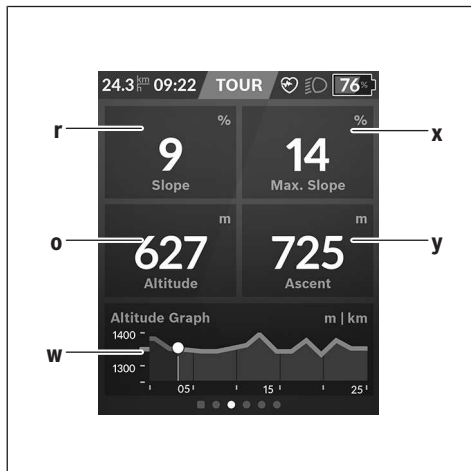 24.3 km/h 09:22 TOUR 76%
r
%
9
Slope
%
14
Max. Slope
x
o
m
627
Altitude
m
725
Ascent
y
w
Altitude Graph m | km
1400
1300
05 15 25